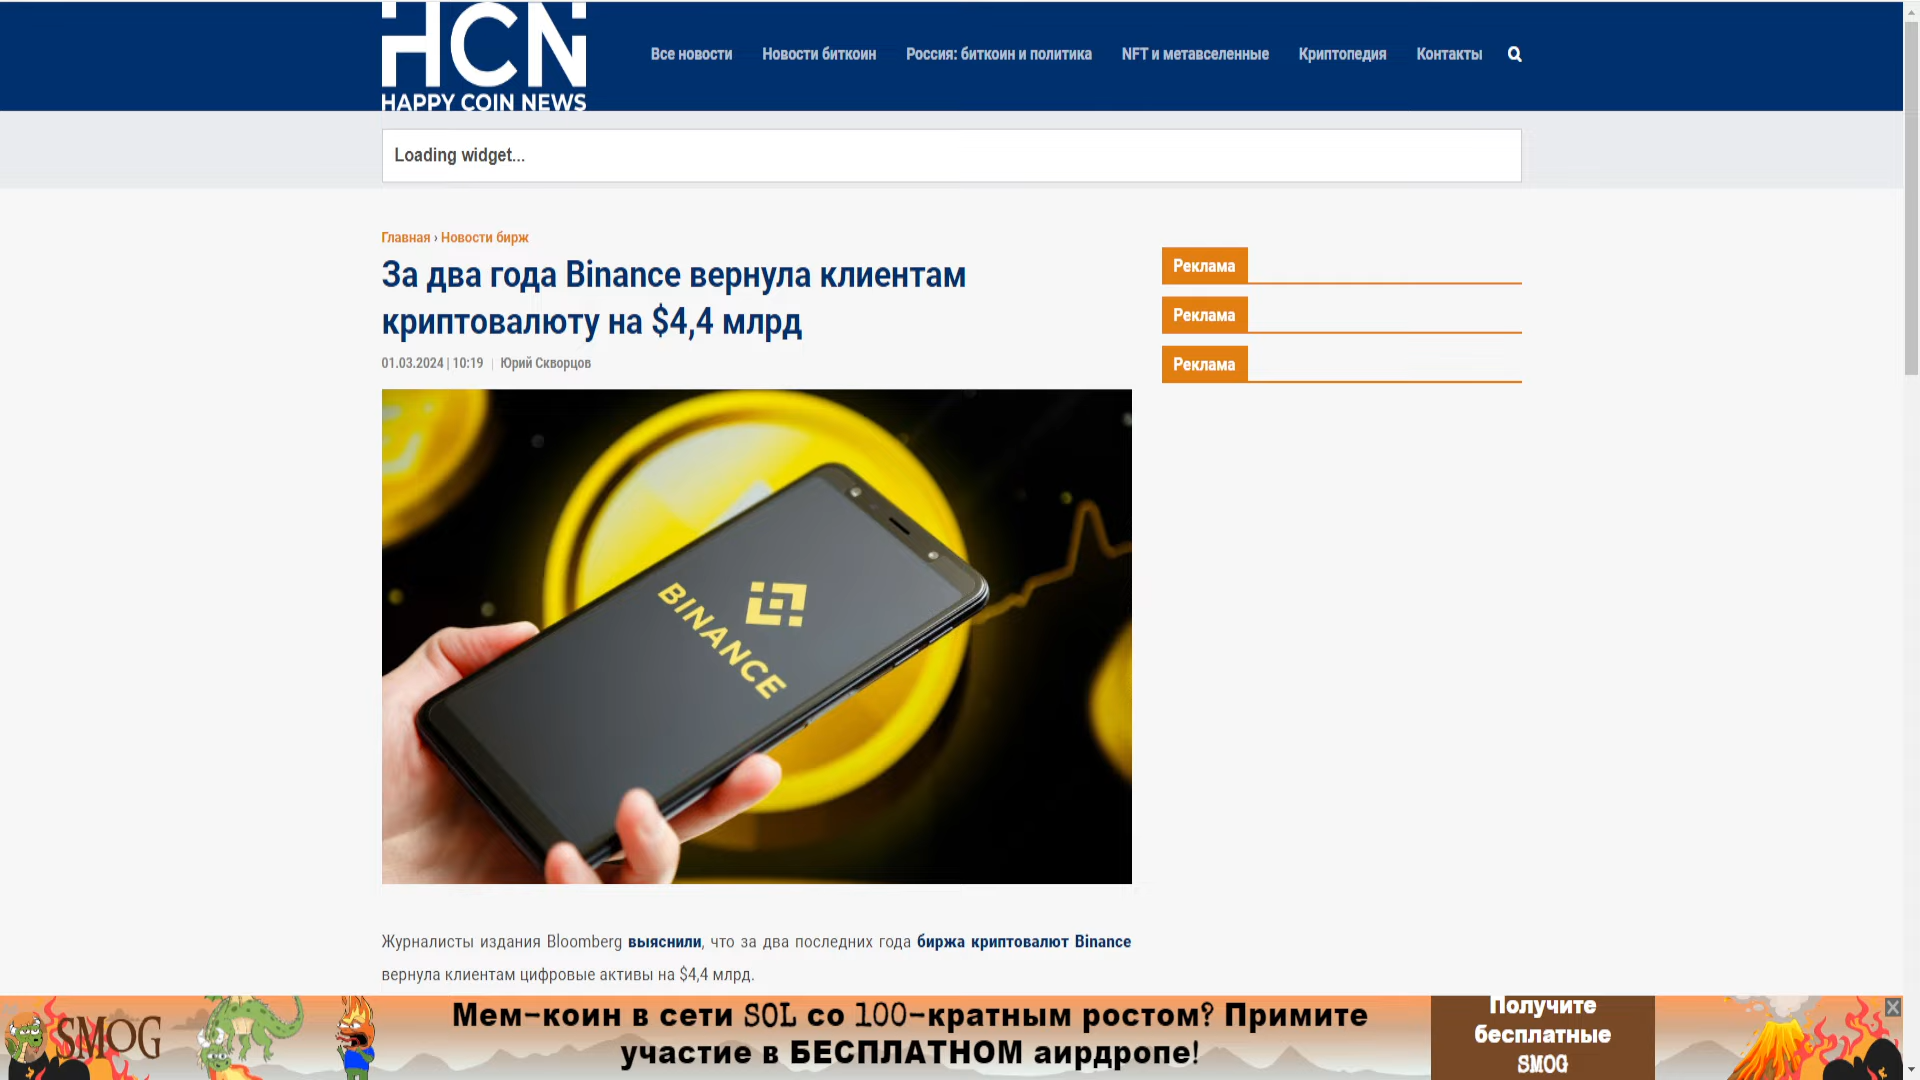 HCN
HAPPY COIN NEWS
Все новости
Новости биткоин
Россия: биткоин и политика
NFT и метавселенные
Криптопедия
Контакты
Loading widget...
Главная › Новости бирж
За два года Binance вернула клиентам
криптовалюту на $4,4 млрд
01.03.2024 | 10:19 | Юрий Скворцов
Реклама
Реклама
Реклама
BINANCE
Журналисты издания Bloomberg выяснили, что за два последних года биржа криптовалют Binance
вернула клиентам цифровые активы на $4,4 млрд.
SMOG
Мем-коин в сети SOL со 100-кратным ростом? Примите
участие в БЕСПЛАТНОМ аирдропе!
Получите
бесплатные
SMOG